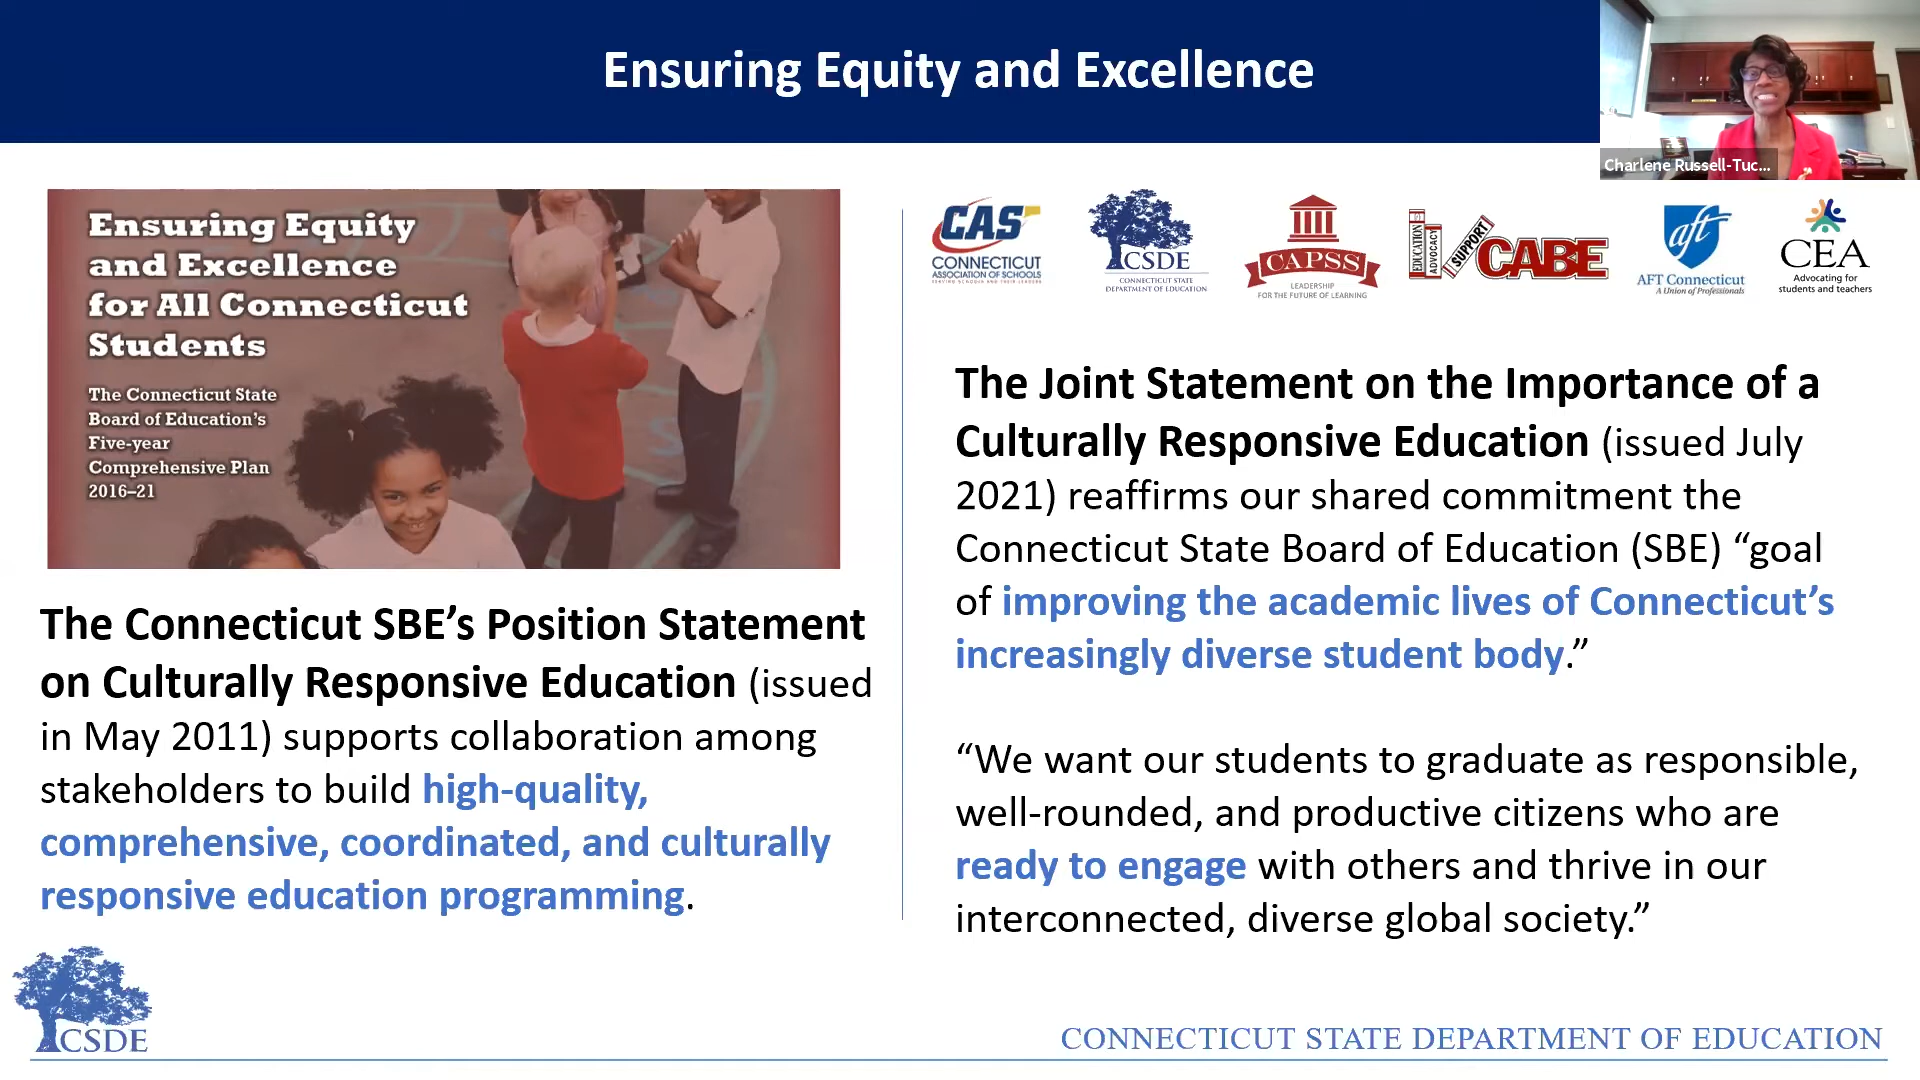 Ensuring Equity and Excellence
Charlene Russell-Tuc...
Ensuring Equity
and Excellence
for All Connecticut
Students
The Connecticut State
Board of Education's
Five-year
Comprehensive Plan
2016–21
The Connecticut SBE's Position Statement
on Culturally Responsive Education (issued
in May 2011) supports collaboration among
stakeholders to build high-quality,
comprehensive, coordinated, and culturally
responsive education programming.
CAS
CONNECTICUT
ASSOCIATION OF SCHOOLS
SERVING SCHOOLS AND THEIR LEADERS
CSDE
CONNECTICUT STATE
DEPARTMENT OF EDUCATION
CAPSS
LEADERSHIP
FOR THE FUTURE OF LEARNING
EDUCATION
ADVOCACY
SUPPORT
CABE
aft
AFT Connecticut
A Union of Professionals
CEA
Advocating for
students and teachers
The Joint Statement on the Importance of a
Culturally Responsive Education (issued July
2021) reaffirms our shared commitment the
Connecticut State Board of Education (SBE) “goal
of improving the academic lives of Connecticut’s
increasingly diverse student body.”
“We want our students to graduate as responsible,
well-rounded, and productive citizens who are
ready to engage with others and thrive in our
interconnected, diverse global society.”
CSDE
CONNECTICUT STATE DEPARTMENT OF EDUCATION